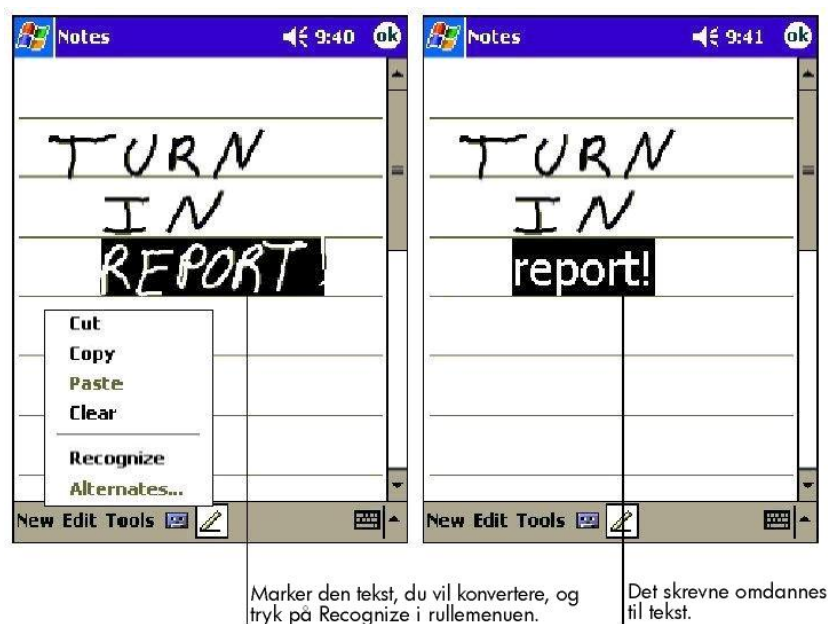 Notes 9:40 ok
TURN
IN
REPORT!
Cut
Copy
Paste
Clear
Recognize
Alternates...
New Edit Tools
Notes 9:41 ok
TURN
IN
report!
New Edit Tools
Marker den tekst, du vil konvertere, og
tryk på Recognize i rullemenuen.
Det skrevne omdannes
til tekst.